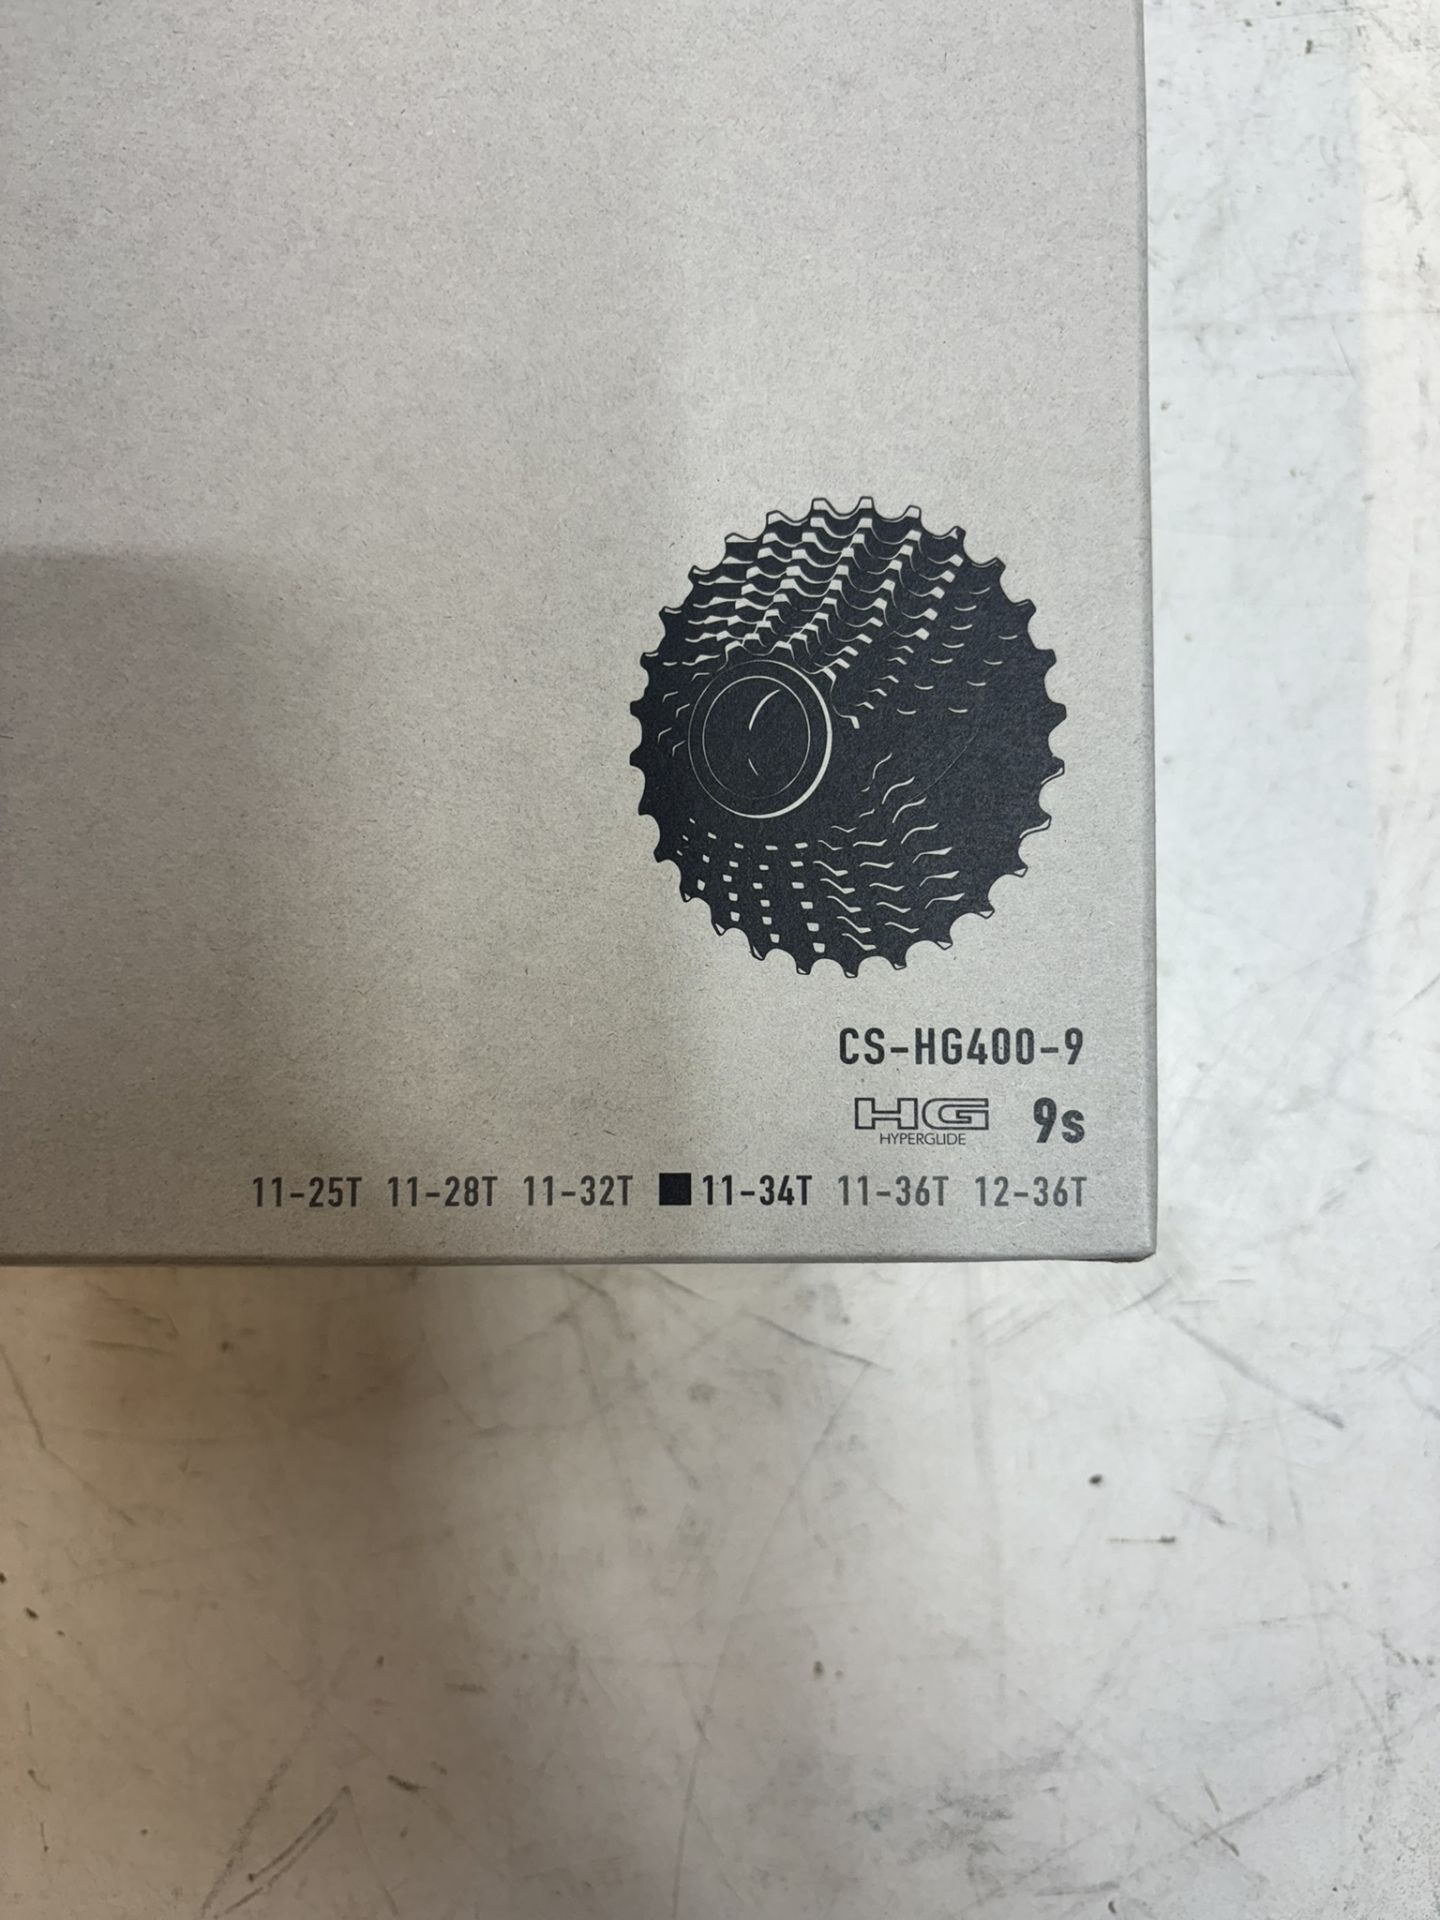 CS-HG400-9
HG 9s
HYPERGLIDE
11-25T 11-28T 11-32T ■11-34T 11-36T 12-36T